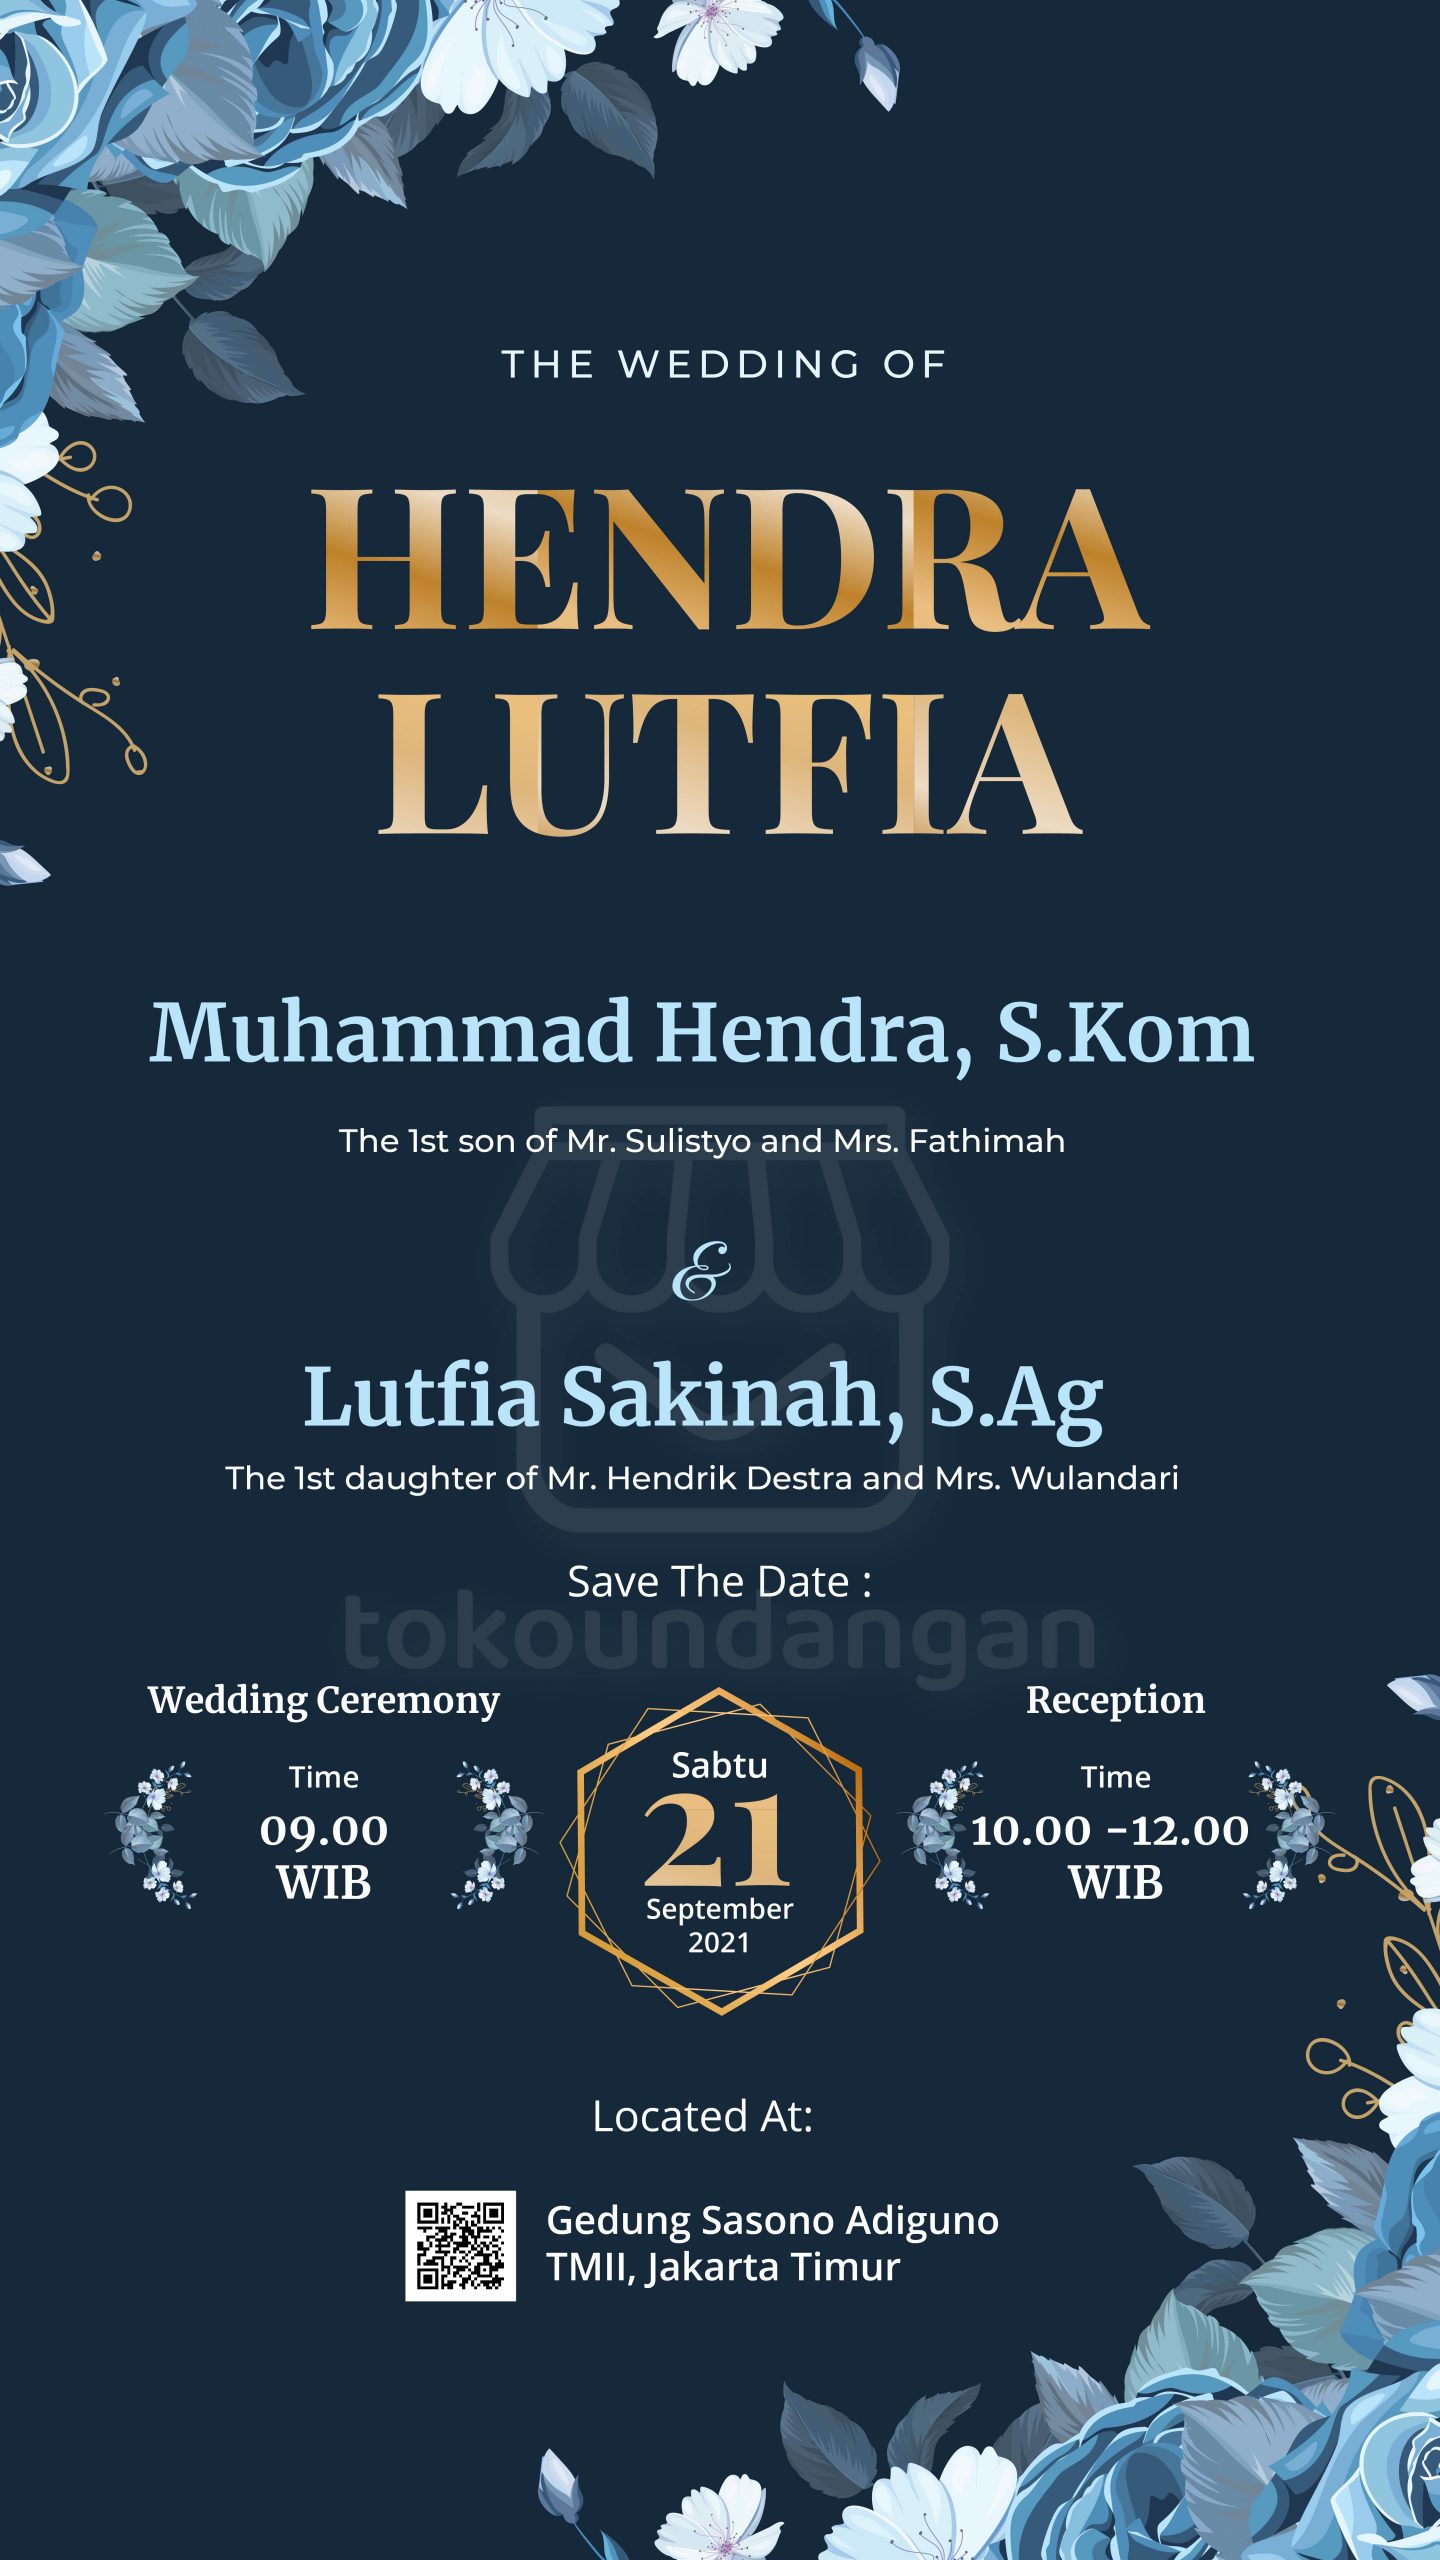 THE WEDDING OF
HENDRA
LUTFIA
Muhammad Hendra, S.Kom
The 1st son of Mr. Sulistyo and Mrs. Fathimah
&
Lutfia Sakinah, S.Ag
The 1st daughter of Mr. Hendrik Destra and Mrs. Wulandari
Save The Date :
tokoundangan
Wedding Ceremony
Time
09.00
WIB
Sabtu
21
September
2021
Reception
Time
10.00 -12.00
WIB
Located At:
Gedung Sasono Adiguno
TMII, Jakarta Timur